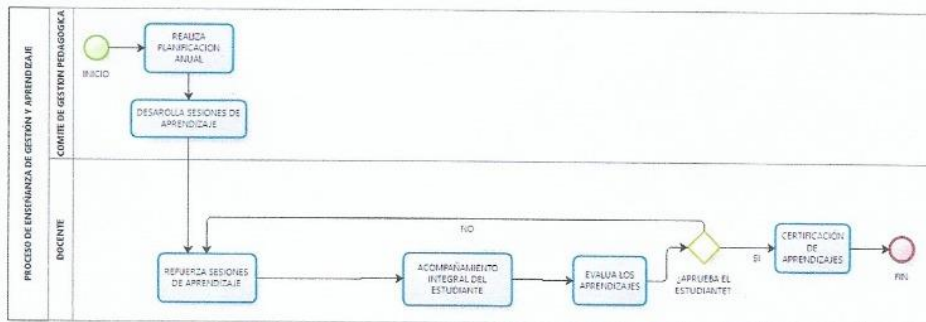 PROCESO DE ENSEÑANZA DE GESTIÓN Y APRENDIZAJE
COMITE DE GESTION PEDAGOGICA
INICIO
REALIZA
PLANIFICACION
ANUAL
DESAROLLA SESIONES DE
APRENDIZAJE
DOCENTE
REFUERZA SESIONES
DE APRENDIZAJE
ACOMPAÑAMIENTO
INTEGRAL DEL
ESTUDIANTE
EVALUA LOS
APRENDIZAJES
NO
¿APRUEBA EL
ESTUDIANTE?
SI
CERTIFICACIÓN
DE
APRENDIZAJES
FIN